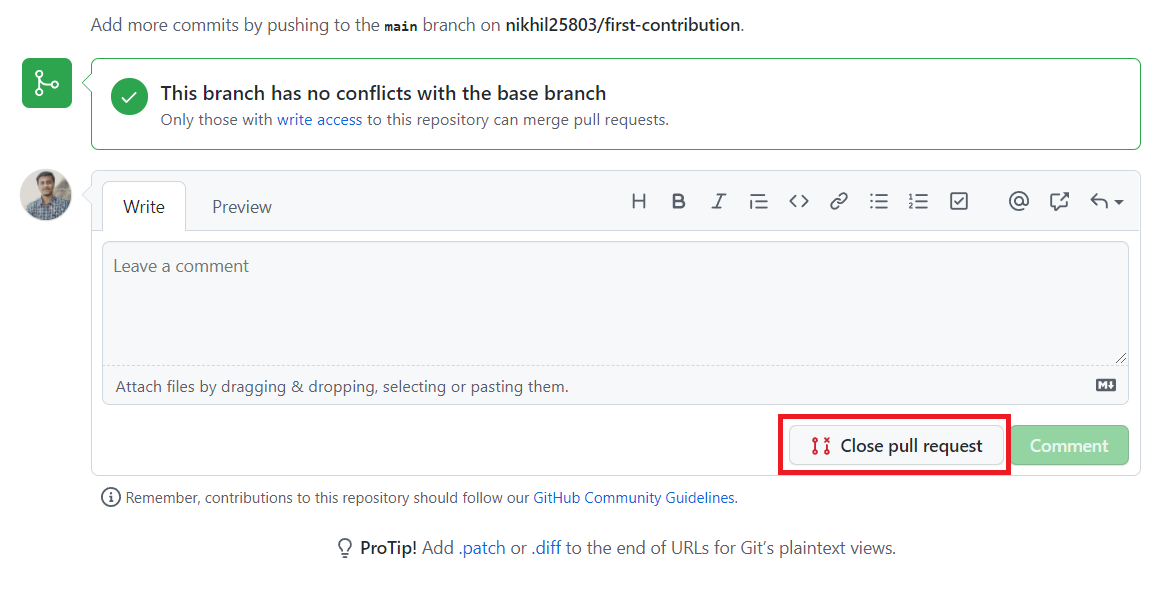 Add more commits by pushing to the main branch on nikhil25803/first-contribution.
This branch has no conflicts with the base branch
Only those with write access to this repository can merge pull requests.
Write Preview
Leave a comment
Attach files by dragging & dropping, selecting or pasting them.
Close pull request Comment
Remember, contributions to this repository should follow our GitHub Community Guidelines.
ProTip! Add .patch or .diff to the end of URLs for Git’s plaintext views.